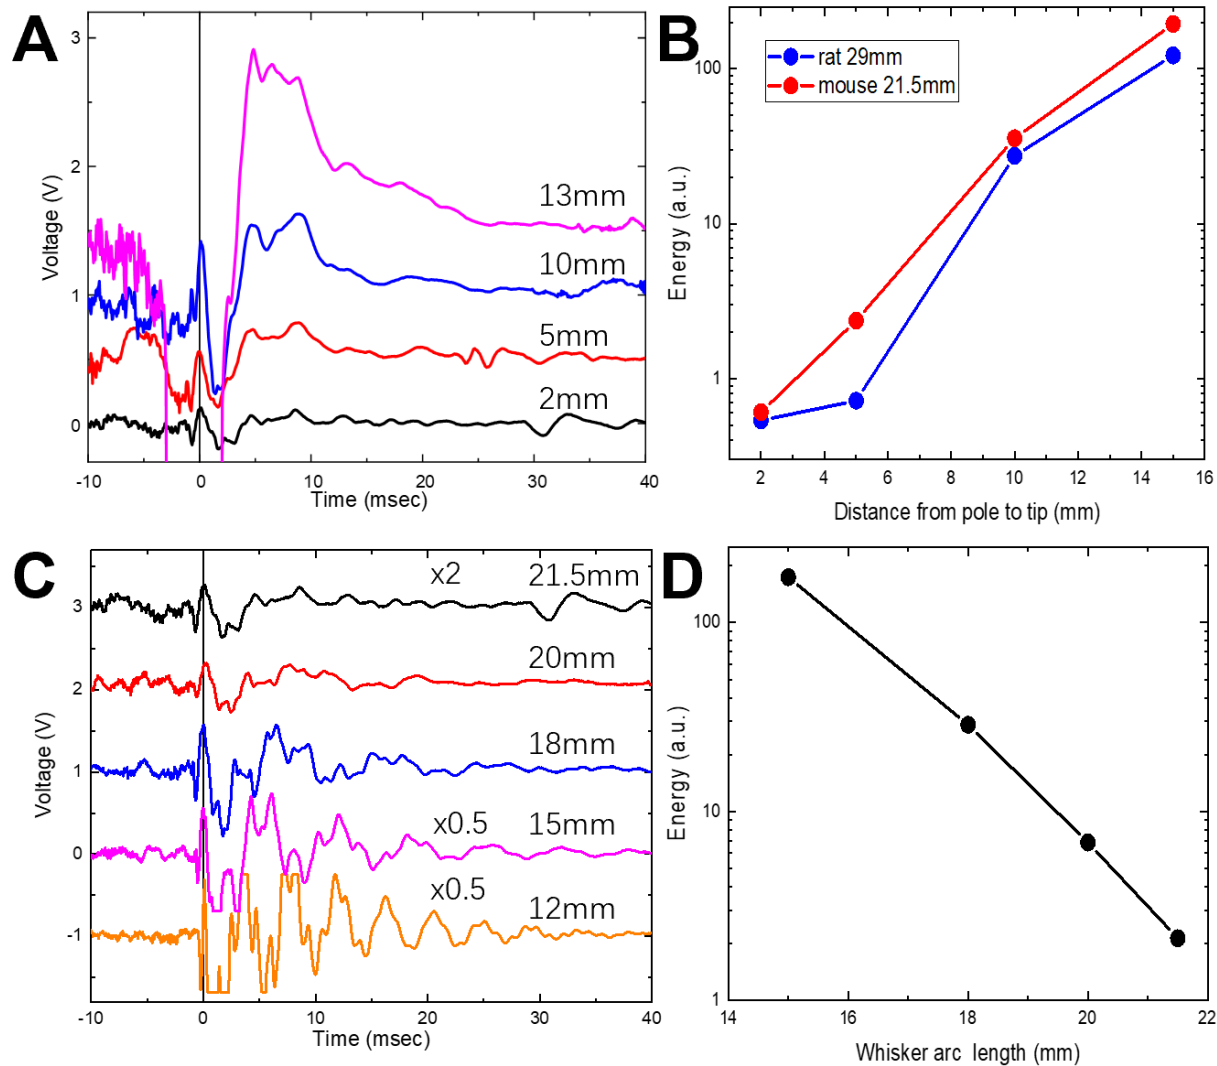 A
3
2
1
0
Voltage (V)
13mm
10mm
5mm
2mm
-10 0 10 20 30 40
Time (msec)
B
rat 29mm
mouse 21.5mm
100
10
1
Energy (a.u.)
2 4 6 8 10 12 14 16
Distance from pole to tip (mm)
C
x2 21.5mm
20mm
18mm
x0.5 15mm
x0.5
12mm
3
2
1
0
-1
Voltage (V)
-10 0 10 20 30 40
Time (msec)
D
100
10
1
Energy (a.u.)
14 16 18 20 22
Whisker arc length (mm)